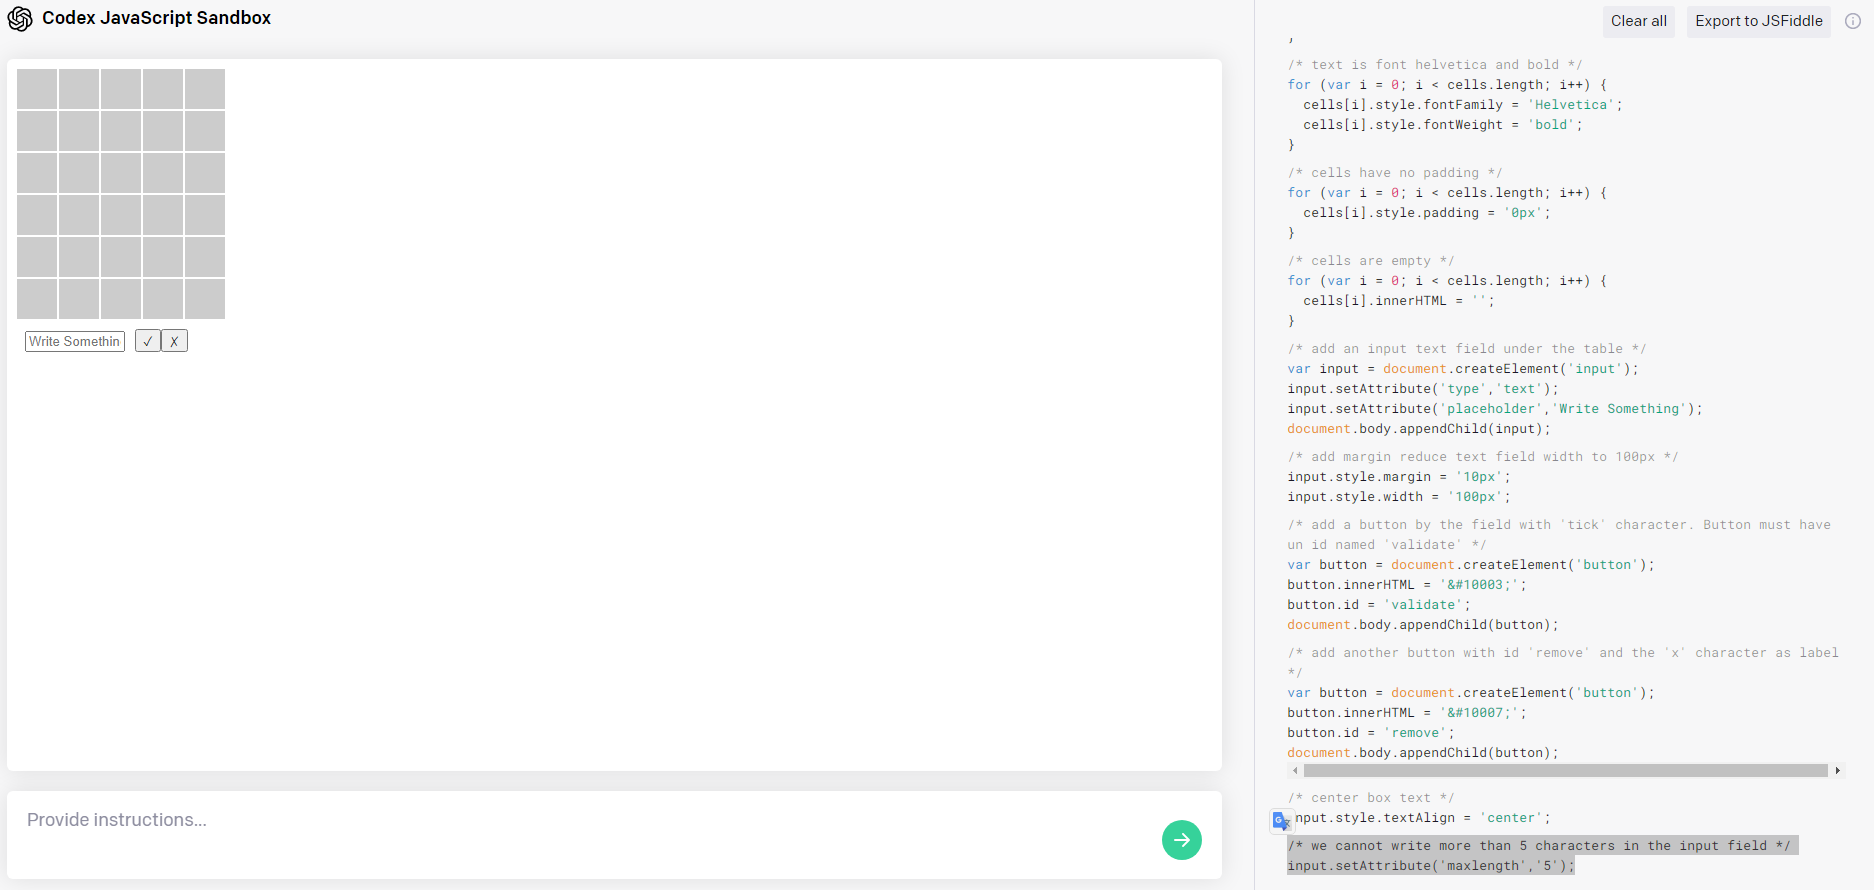 Codex JavaScript Sandbox
Write Somethin
✓
✗
Provide instructions...
Clear all
Export to JSFiddle
}
/* text is font helvetica and bold */
for (var i = 0; i < cells.length; i++) {
  cells[i].style.fontFamily = 'Helvetica';
  cells[i].style.fontWeight = 'bold';
}
/* cells have no padding */
for (var i = 0; i < cells.length; i++) {
  cells[i].style.padding = '0px';
}
/* cells are empty */
for (var i = 0; i < cells.length; i++) {
  cells[i].innerHTML = '';
}
/* add an input text field under the table */
var input = document.createElement('input');
input.setAttribute('type','text');
input.setAttribute('placeholder','Write Something');
document.body.appendChild(input);
/* add margin reduce text field width to 100px */
input.style.margin = '10px';
input.style.width = '100px';
/* add a button by the field with 'tick' character. Button must have
un id named 'validate' */
var button = document.createElement('button');
button.innerHTML = '&#10003;';
button.id = 'validate';
document.body.appendChild(button);
/* add another button with id 'remove' and the 'x' character as label
*/
var button = document.createElement('button');
button.innerHTML = '&#10007;';
button.id = 'remove';
document.body.appendChild(button);
/* center box text */
nput.style.textAlign = 'center';
/* we cannot write more than 5 characters in the input field */
input.setAttribute('maxlength','5');